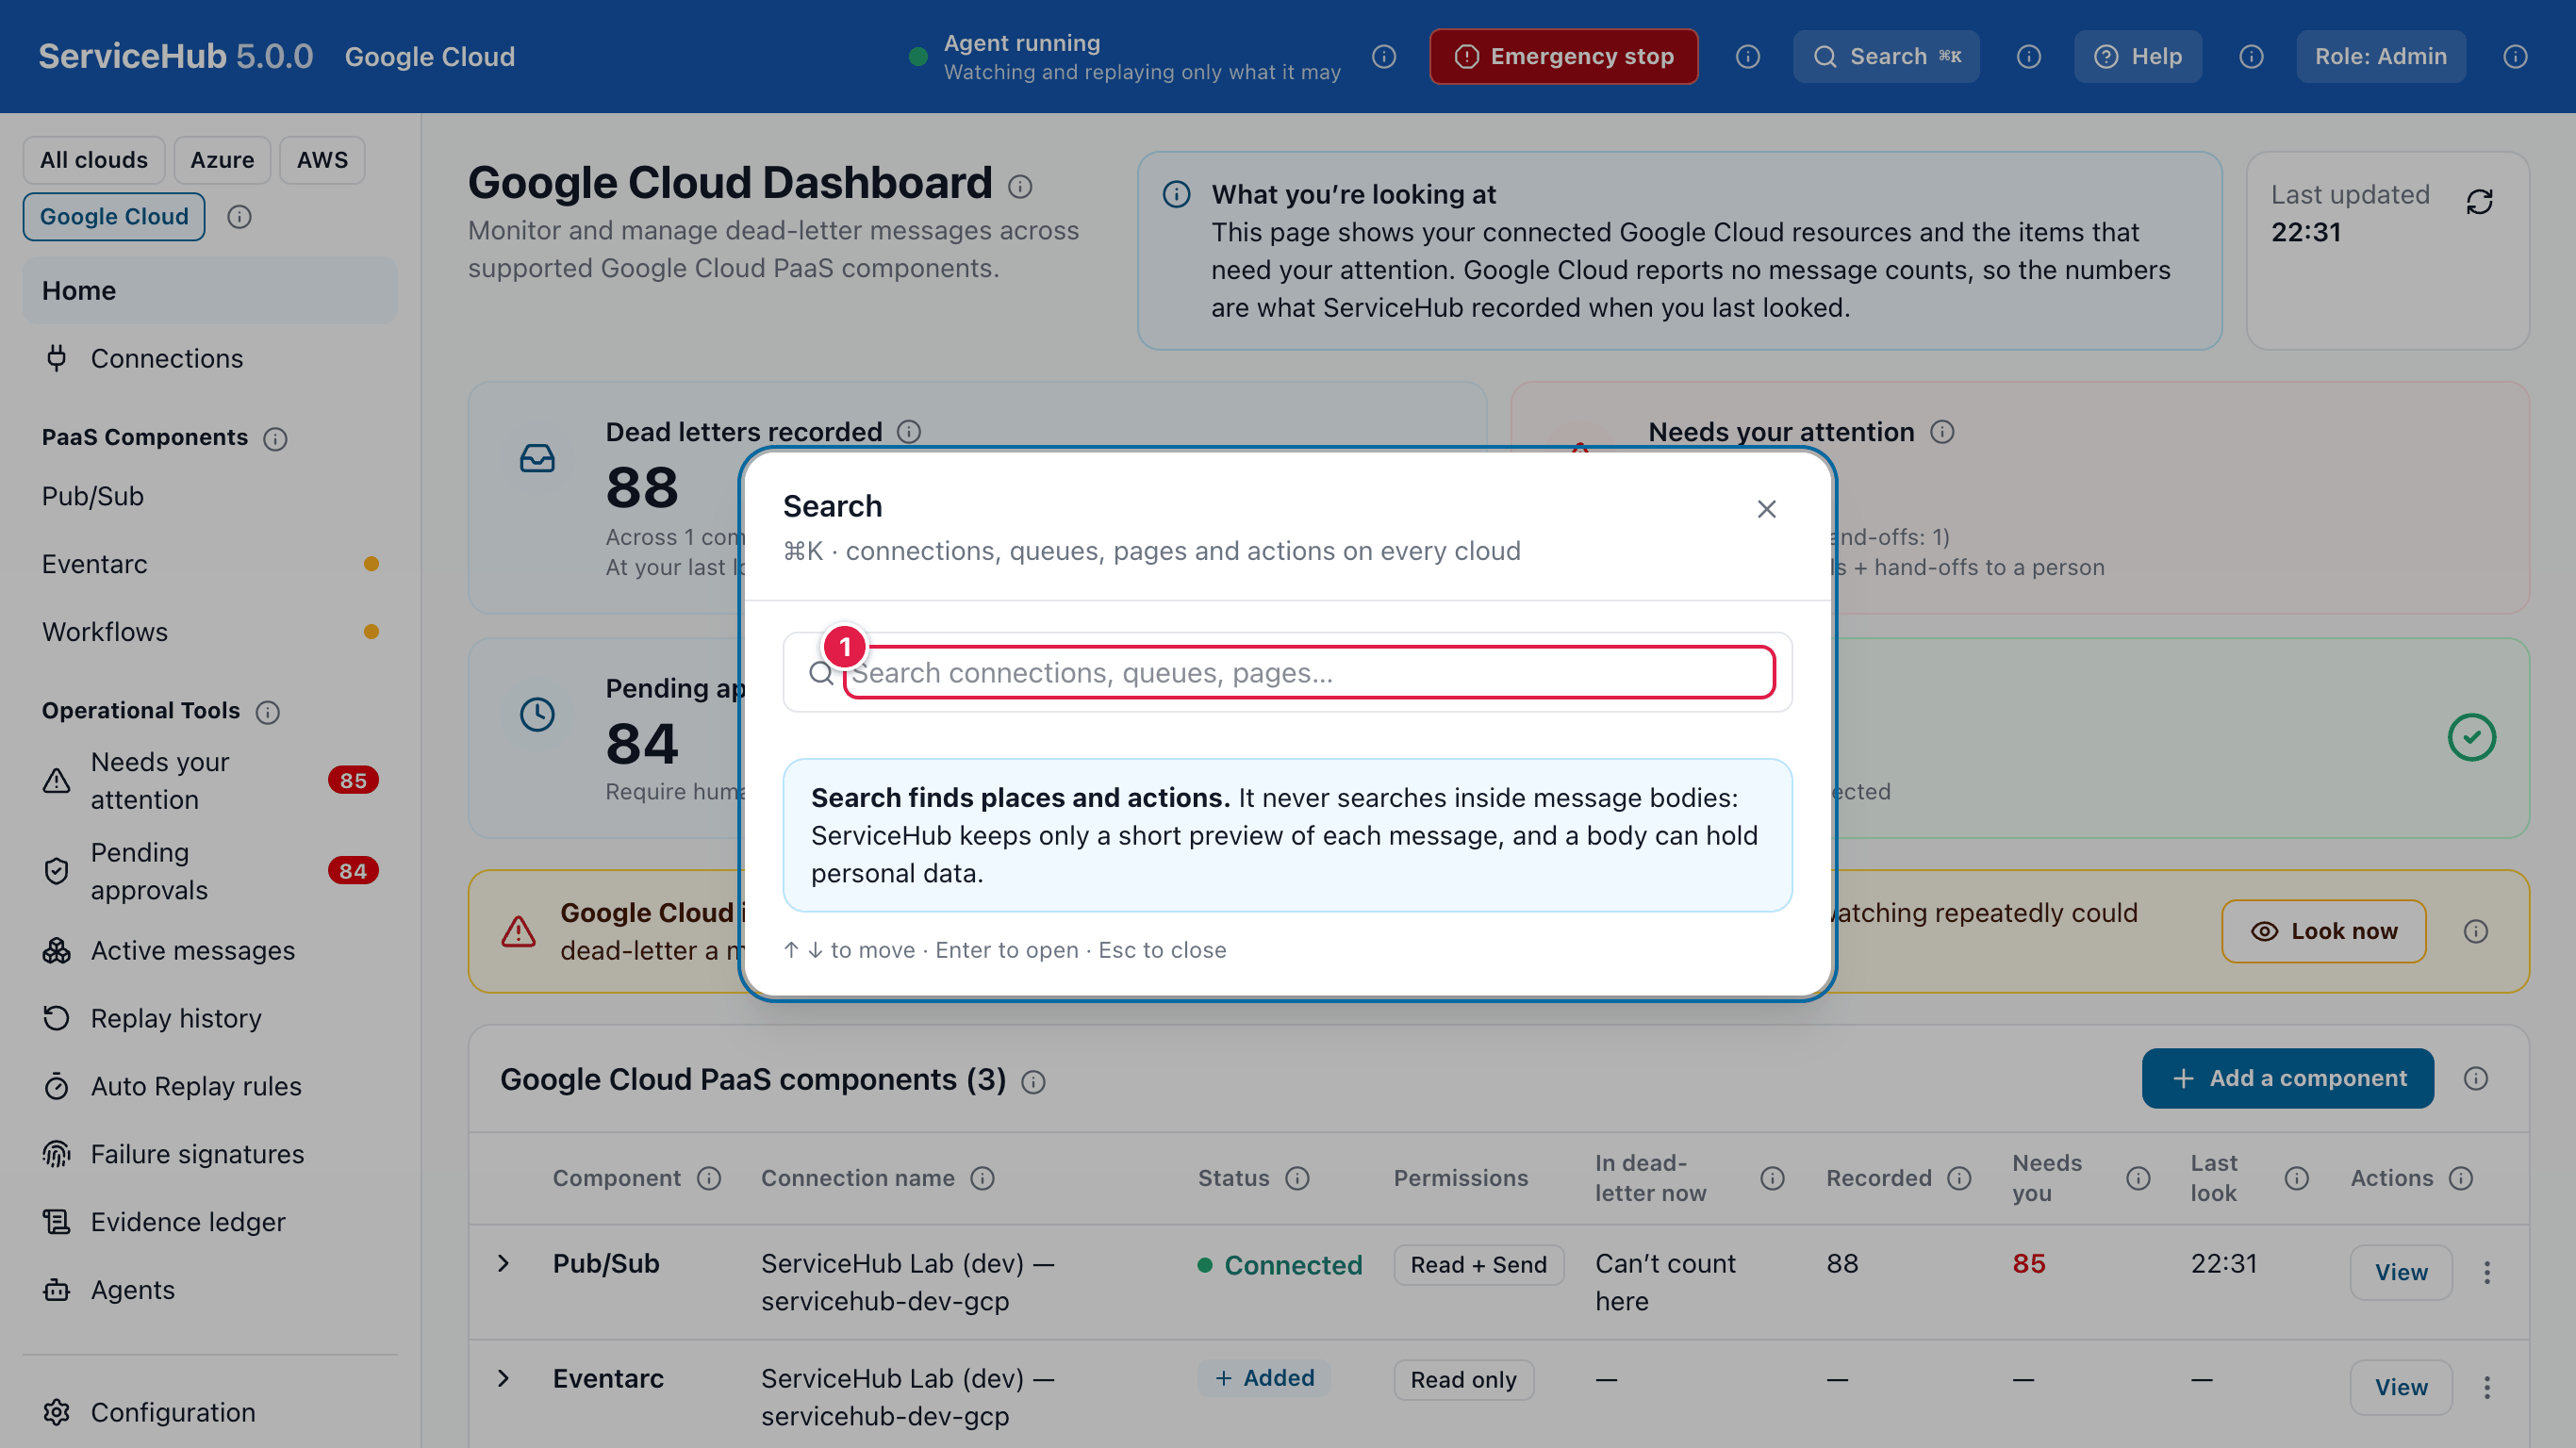 ServiceHub 5.0.0 Google Cloud
Agent running
Watching and replaying only what it may
Emergency stop
Search ⌘K
Help
Role: Admin
All clouds
Azure
AWS
Google Cloud
Home
Connections
PaaS Components
Pub/Sub
Eventarc
Workflows
Operational Tools
Needs your
attention
85
Pending
approvals
84
Active messages
Replay history
Auto Replay rules
Failure signatures
Evidence ledger
Agents
Configuration
Google Cloud Dashboard
Monitor and manage dead-letter messages across
supported Google Cloud PaaS components.
What you’re looking at
This page shows your connected Google Cloud resources and the items that
need your attention. Google Cloud reports no message counts, so the numbers
are what ServiceHub recorded when you last looked.
Last updated
22:31
Dead letters recorded
88
Across 1
At your last
Needs your attention
1)
+ hand-offs to a person
Pending
84
Require
Search
⌘K · connections, queues, pages and actions on every cloud
1
Search connections, queues, pages...
Search finds places and actions. It never searches inside message bodies:
ServiceHub keeps only a short preview of each message, and a body can hold
personal data.
↑ ↓ to move · Enter to open · Esc to close
Google Cloud
dead-letter a
repeatedly could
Look now
Google Cloud PaaS components (3)
+ Add a component
Component
Connection name
Status
Permissions
In dead-
letter now
Recorded
Needs
you
Last
look
Actions
Pub/Sub
ServiceHub Lab (dev) —
servicehub-dev-gcp
Connected
Read + Send
Can’t count
here
88
85
22:31
View
Eventarc
ServiceHub Lab (dev) —
servicehub-dev-gcp
+ Added
Read only
—
—
—
—
View